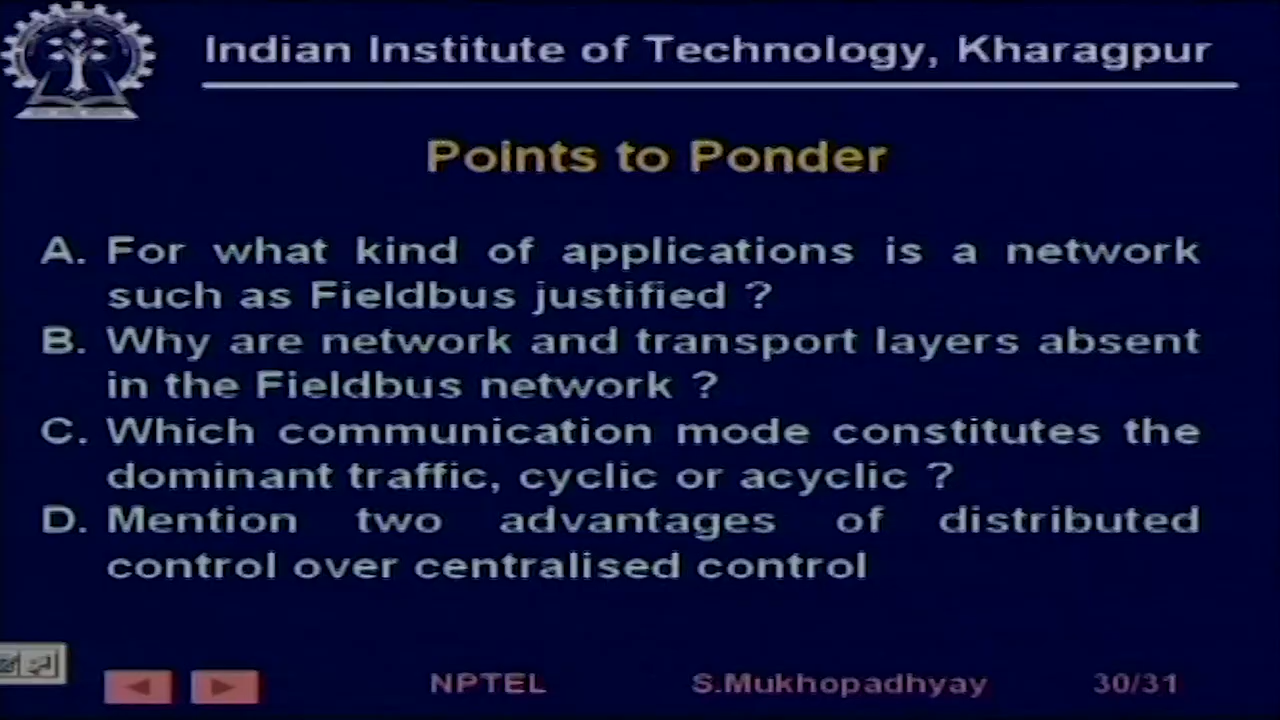 Indian Institute of Technology, Kharagpur
Points to Ponder
A. For what kind of applications is a network
such as Fieldbus justified ?
B. Why are network and transport layers absent
in the Fieldbus network ?
C. Which communication mode constitutes the
dominant traffic, cyclic or acyclic ?
D. Mention two advantages of distributed
control over centralised control
NPTEL S.Mukhopadhyay 30/31